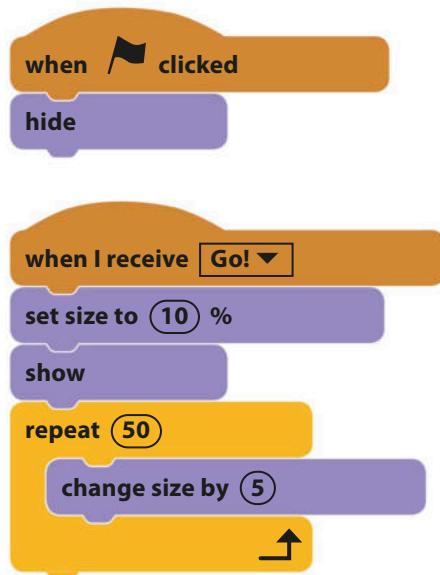 when clicked
hide
when I receive Go!
set size to 10 %
show
repeat 50
change size by 5